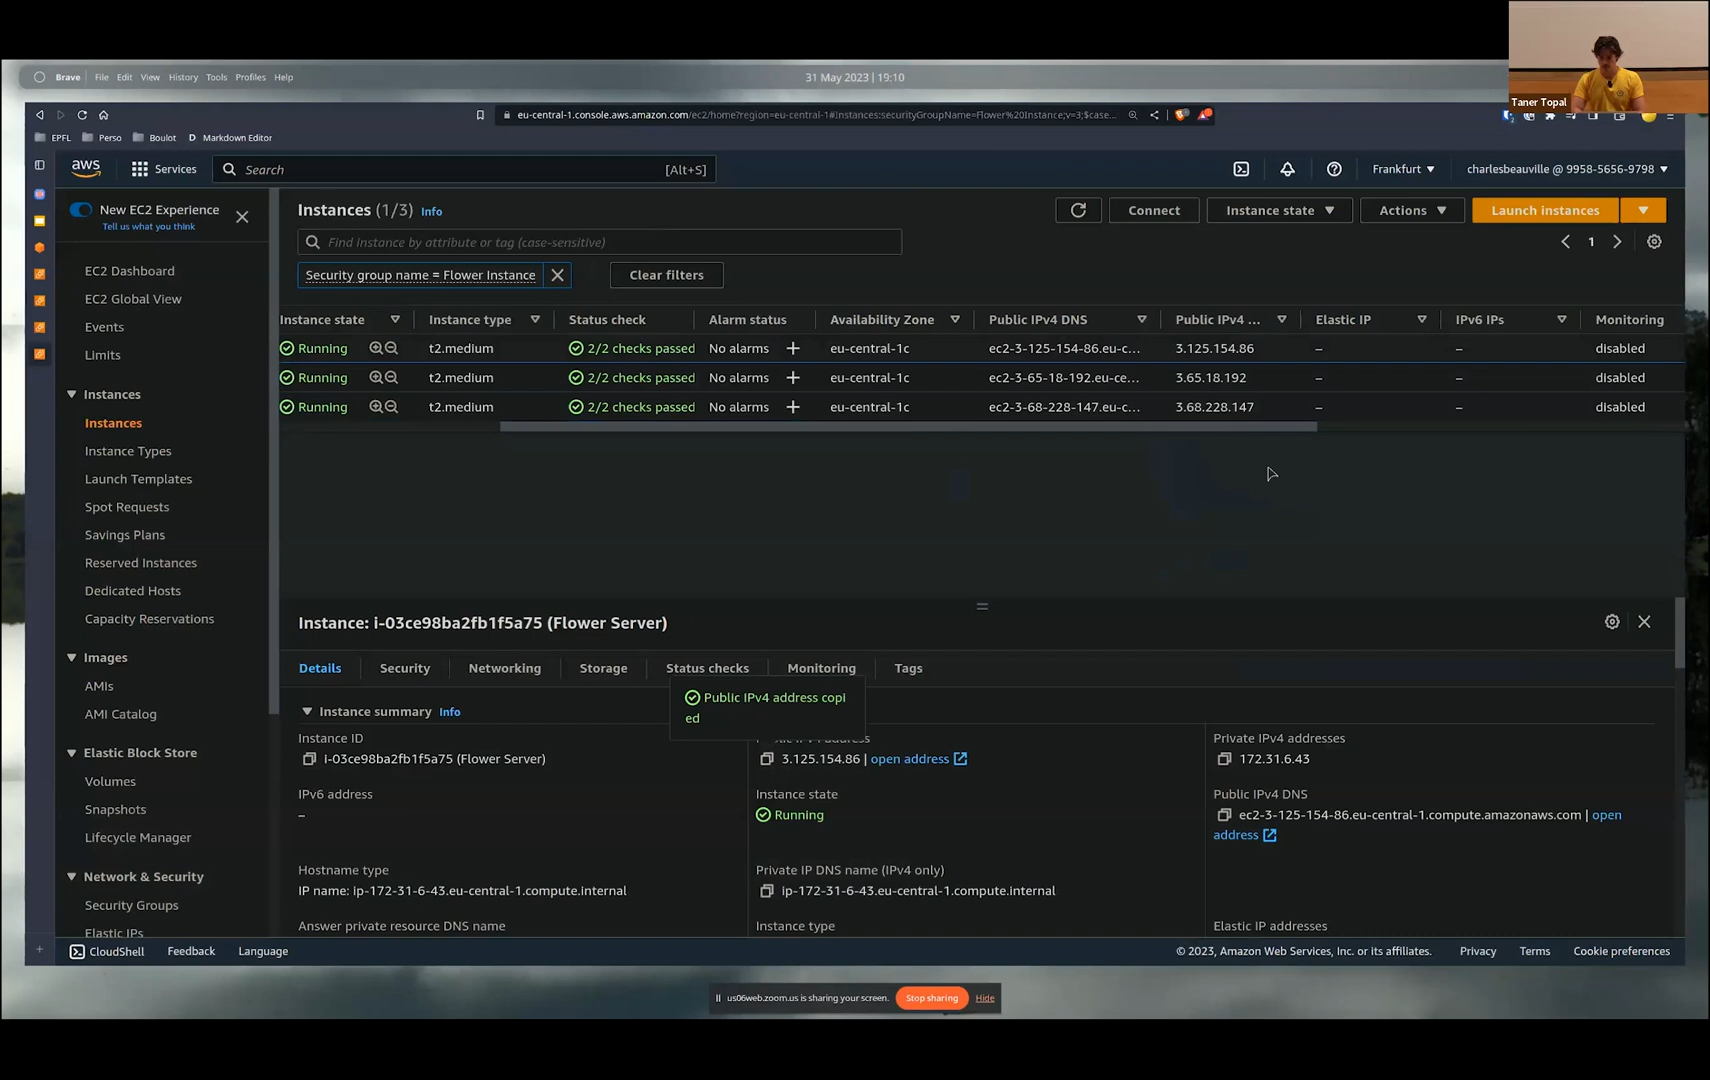 Taner Topal
Brave File Edit View History Tools Profiles Help
31 May 2023 | 19:10
eu-central-1.console.aws.amazon.com/ec2/home?region=eu-central-1#Instances:securityGroupName=Flower%20Instance;v=3;$case...
EPFL Perso Boulot Markdown Editor
aws Services Search [Alt+S] Frankfurt charlesbeauville @ 9958-5656-9798
New EC2 Experience
Tell us what you think
EC2 Dashboard
EC2 Global View
Events
Limits
Instances
Instances
Instance Types
Launch Templates
Spot Requests
Savings Plans
Reserved Instances
Dedicated Hosts
Capacity Reservations
Images
AMIs
AMI Catalog
Elastic Block Store
Volumes
Snapshots
Lifecycle Manager
Network & Security
Security Groups
Elastic IPs
Instances (1/3) Info
Connect Instance state Actions Launch instances
Find instance by attribute or tag (case-sensitive)
1
Security group name = Flower Instance
Clear filters
Instance state Instance type Status check Alarm status Availability Zone Public IPv4 DNS Public IPv4 ... Elastic IP IPv6 IPs Monitoring
Running t2.medium 2/2 checks passed No alarms + eu-central-1c ec2-3-125-154-86.eu-c... 3.125.154.86 – – disabled
Running t2.medium 2/2 checks passed No alarms + eu-central-1c ec2-3-65-18-192.eu-ce... 3.65.18.192 – – disabled
Running t2.medium 2/2 checks passed No alarms + eu-central-1c ec2-3-68-228-147.eu-c... 3.68.228.147 – – disabled
Instance: i-03ce98ba2fb1f5a75 (Flower Server)
Details Security Networking Storage Status checks Monitoring Tags
Public IPv4 address copi
ed
Instance summary Info
Instance ID
i-03ce98ba2fb1f5a75 (Flower Server)
Public IPv4 address
3.125.154.86 | open address
Private IPv4 addresses
172.31.6.43
IPv6 address
–
Instance state
Running
Public IPv4 DNS
ec2-3-125-154-86.eu-central-1.compute.amazonaws.com | open
address
Hostname type
IP name: ip-172-31-6-43.eu-central-1.compute.internal
Private IP DNS name (IPv4 only)
ip-172-31-6-43.eu-central-1.compute.internal
Answer private resource DNS name
Instance type
Elastic IP addresses
CloudShell Feedback Language
© 2023, Amazon Web Services, Inc. or its affiliates. Privacy Terms Cookie preferences
us06web.zoom.us is sharing your screen. Stop sharing Hide